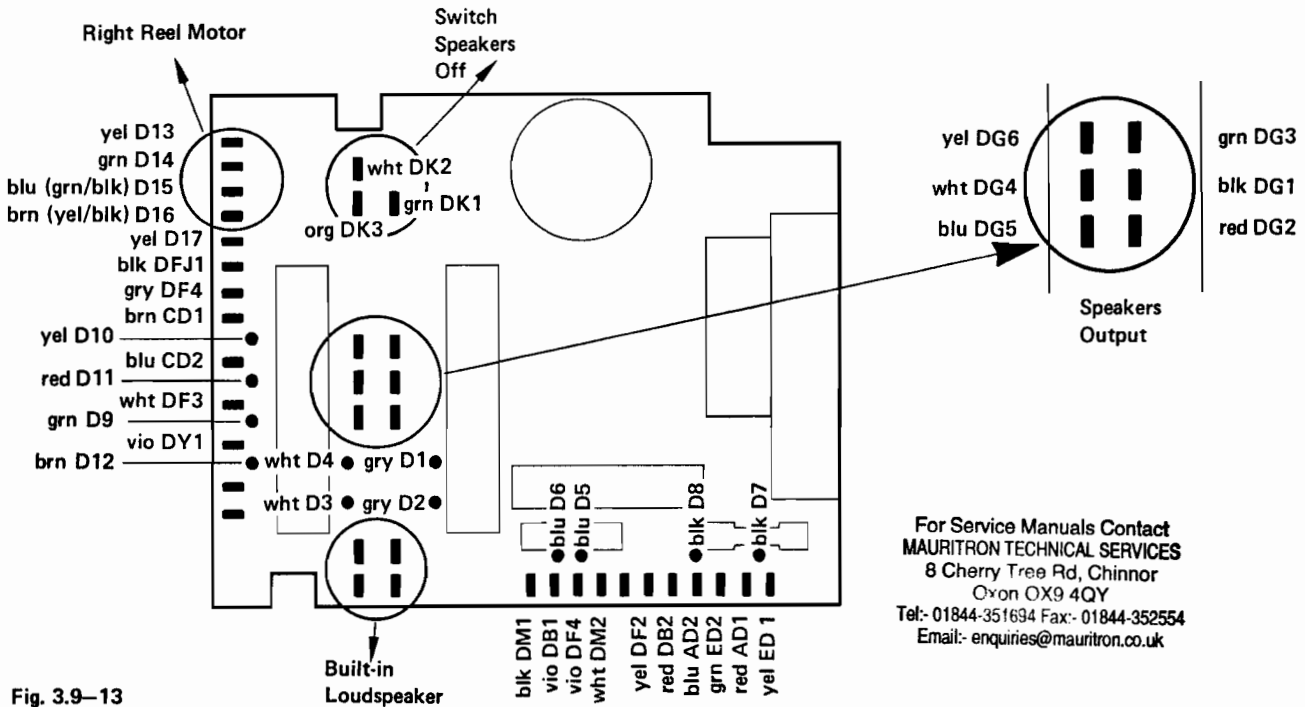 Right Reel Motor
Switch
Speakers
Off
yel D13
grn D14
blu (grn/blk) D15
brn (yel/blk) D16
yel D17
blk DFJ1
gry DF4
brn CD1
yel D10
blu CD2
red D11
wht DF3
grn D9
vio DY1
brn D12
wht DK2
grn DK1
org DK3
wht D4
gry D1
wht D3
gry D2
blu D6
blu D5
blk D8
blk D7
blk DM1
vio DB1
vio DF4
wht DM2
yel DF2
red DB2
blu AD2
grn ED2
red AD1
yel ED 1
Built-in
Loudspeaker
yel DG6
grn DG3
wht DG4
blk DG1
blu DG5
red DG2
Speakers
Output
For Service Manuals Contact
MAURITRON TECHNICAL SERVICES
8 Cherry Tree Rd, Chinnor
Oxon OX9 4QY
Tel:- 01844-351694 Fax:- 01844-352554
Email:- enquiries@mauritron.co.uk
Fig. 3.9—13